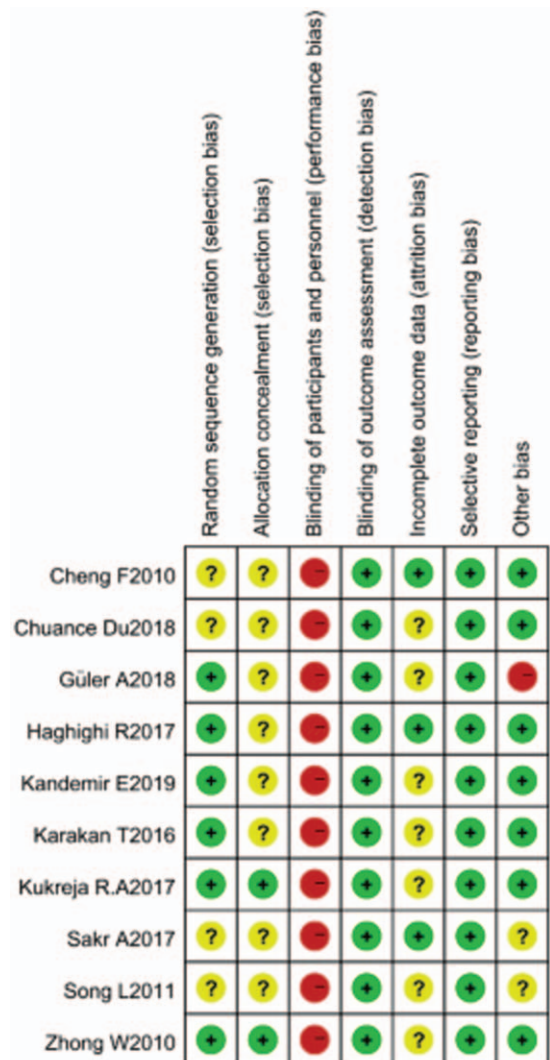 Random sequence generation (selection bias)
Allocation concealment (selection bias)
Blinding of participants and personnel (performance bias)
Blinding of outcome assessment (detection bias)
Incomplete outcome data (attrition bias)
Selective reporting (reporting bias)
Other bias
Cheng F2010 ? ? - + + + +
Chuance Du2018 ? ? - + ? + +
Güler A2018 + ? - + ? + -
Haghighi R2017 + ? - + + + +
Kandemir E2019 + ? - + ? + +
Karakan T2016 + ? - + ? + +
Kukreja R.A2017 + + - + ? + +
Sakr A2017 ? ? - + + + ?
Song L2011 ? ? - + ? + ?
Zhong W2010 + + - + ? + +